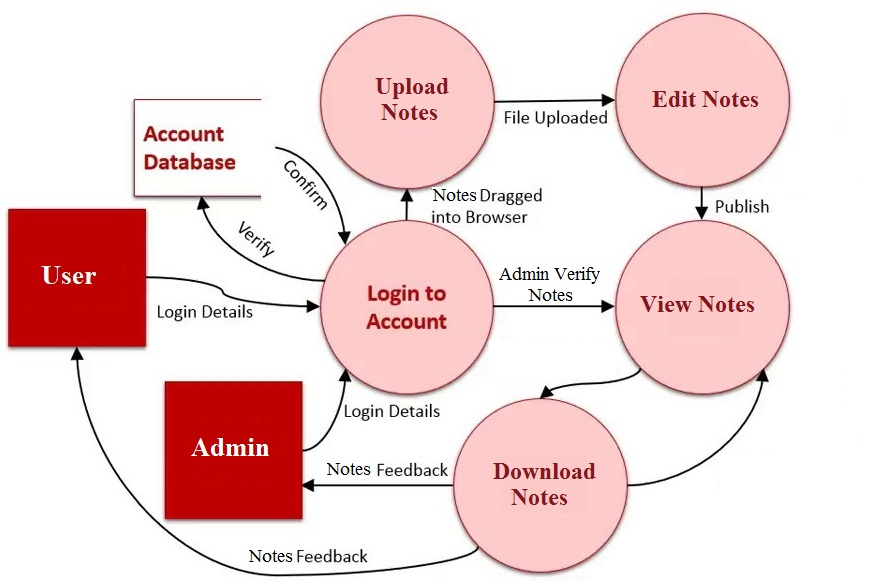 Upload
Notes
Edit Notes
File Uploaded
Account
Database
Confirm
Notes Dragged
into Browser
Publish
Verify
User
Login Details
Login to
Account
Admin Verify
Notes
View Notes
Login Details
Admin
Notes Feedback
Download
Notes
Notes Feedback